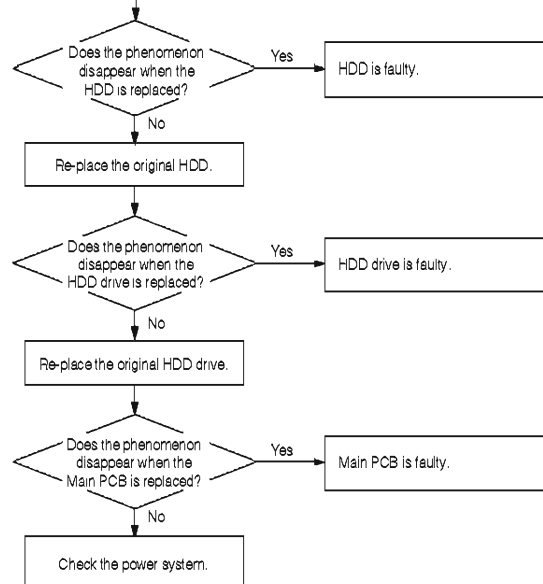 Does the phenomenon
disappear when the
HDD is replaced?
Yes
HDD is faulty.
No
Re-place the original HDD.
Does the phenomenon
disappear when the
HDD drive is replaced?
Yes
HDD drive is faulty.
No
Re-place the original HDD drive.
Does the phenomenon
disappear when the
Main PCB is replaced?
Yes
Main PCB is faulty.
No
Check the power system.